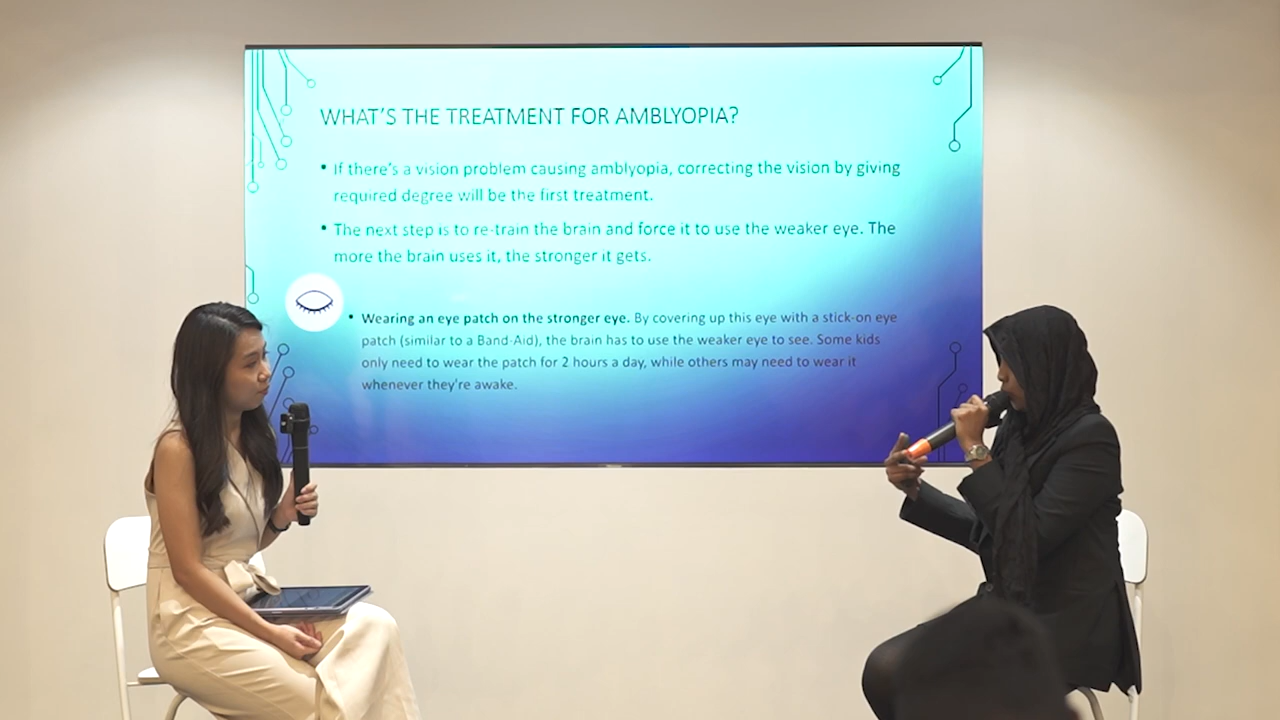 WHAT'S THE TREATMENT FOR AMBLYOPIA?
• If there's a vision problem causing amblyopia, correcting the vision by giving
required degree will be the first treatment.
• The next step is to re-train the brain and force it to use the weaker eye. The
more the brain uses it, the stronger it gets.
• Wearing an eye patch on the stronger eye. By covering up this eye with a stick-on eye
patch (similar to a Band-Aid), the brain has to use the weaker eye to see. Some kids
only need to wear the patch for 2 hours a day, while others may need to wear it
whenever they're awake.